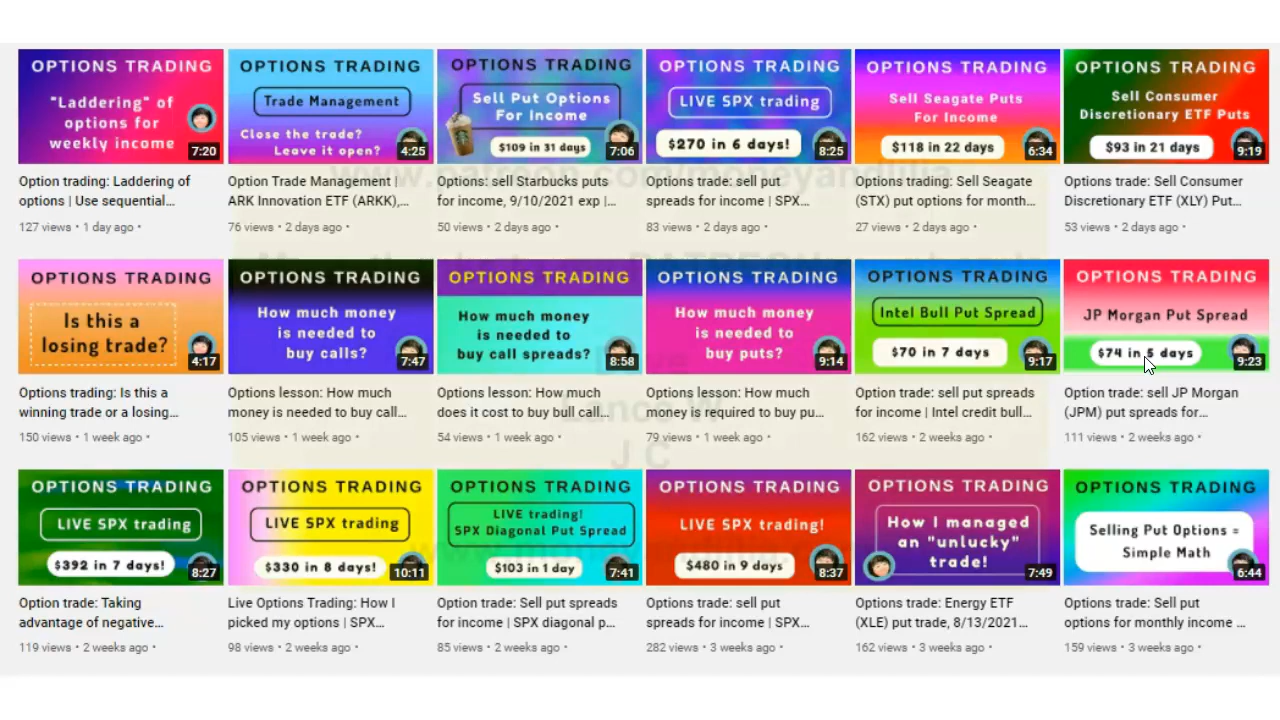 OPTIONS TRADING
"Laddering" of
options for
weekly income
7:20
Option trading: Laddering of
options | Use sequential...
127 views • 1 day ago •
OPTIONS TRADING
Trade Management
Close the trade?
Leave it open?
4:25
Option Trade Management |
ARK Innovation ETF (ARKK),...
76 views • 2 days ago •
OPTIONS TRADING
Sell Put Options
For Income
$109 in 31 days
7:06
Options: sell Starbucks puts
for income, 9/10/2021 exp |...
50 views • 2 days ago •
OPTIONS TRADING
LIVE SPX trading
$270 in 6 days!
8:25
Options trade: sell put
spreads for income | SPX...
83 views • 2 days ago •
OPTIONS TRADING
Sell Seagate Puts
For Income
$118 in 22 days
6:34
Options trading: Sell Seagate
(STX) put options for month...
27 views • 2 days ago •
OPTIONS TRADING
Sell Consumer
Discretionary ETF Puts
$93 in 21 days
9:19
Options trade: Sell Consumer
Discretionary ETF (XLY) Put...
53 views • 2 days ago •
www.patreon.com/moneyandlilia
OPTIONS TRADING
Is this a
losing trade?
4:17
Options trading: Is this a
winning trade or a losing...
150 views • 1 week ago •
OPTIONS TRADING
How much money
is needed to
buy calls?
7:47
Options lesson: How much
money is needed to buy call...
105 views • 1 week ago •
OPTIONS TRADING
How much money
is needed to
buy call spreads?
8:58
Options lesson: How much
does it cost to buy bull call...
54 views • 1 week ago •
OPTIONS TRADING
How much money
is needed to
buy puts?
9:14
Options lesson: How much
money is required to buy pu...
79 views • 1 week ago •
OPTIONS TRADING
Intel Bull Put Spread
$70 in 7 days
9:17
Option trade: sell put spreads
for income | Intel credit bull...
162 views • 2 weeks ago •
OPTIONS TRADING
JP Morgan Put Spread
$74 in 5 days
9:23
Option trade: sell JP Morgan
(JPM) put spreads for...
111 views • 2 weeks ago •
Lance W
J C
OPTIONS TRADING
LIVE SPX trading
$392 in 7 days!
8:27
Option trade: Taking
advantage of negative...
119 views • 2 weeks ago •
OPTIONS TRADING
LIVE SPX trading
$330 in 8 days!
10:11
Live Options Trading: How I
picked my options | SPX...
98 views • 2 weeks ago •
OPTIONS TRADING
LIVE trading!
SPX Diagonal Put Spread
$103 in 1 day
7:41
Option trade: Sell put spreads
for income | SPX diagonal p...
85 views • 2 weeks ago •
OPTIONS TRADING
LIVE SPX trading!
$480 in 9 days
8:37
Option trade: sell put
spreads for income | SPX...
282 views • 3 weeks ago •
OPTIONS TRADING
How I managed
an "unlucky"
trade!
7:49
Options trade: Energy ETF
(XLE) put trade, 8/13/2021...
162 views • 3 weeks ago •
OPTIONS TRADING
Selling Put Options =
Simple Math
6:44
Options trade: Sell put
options for monthly income ...
159 views • 3 weeks ago •